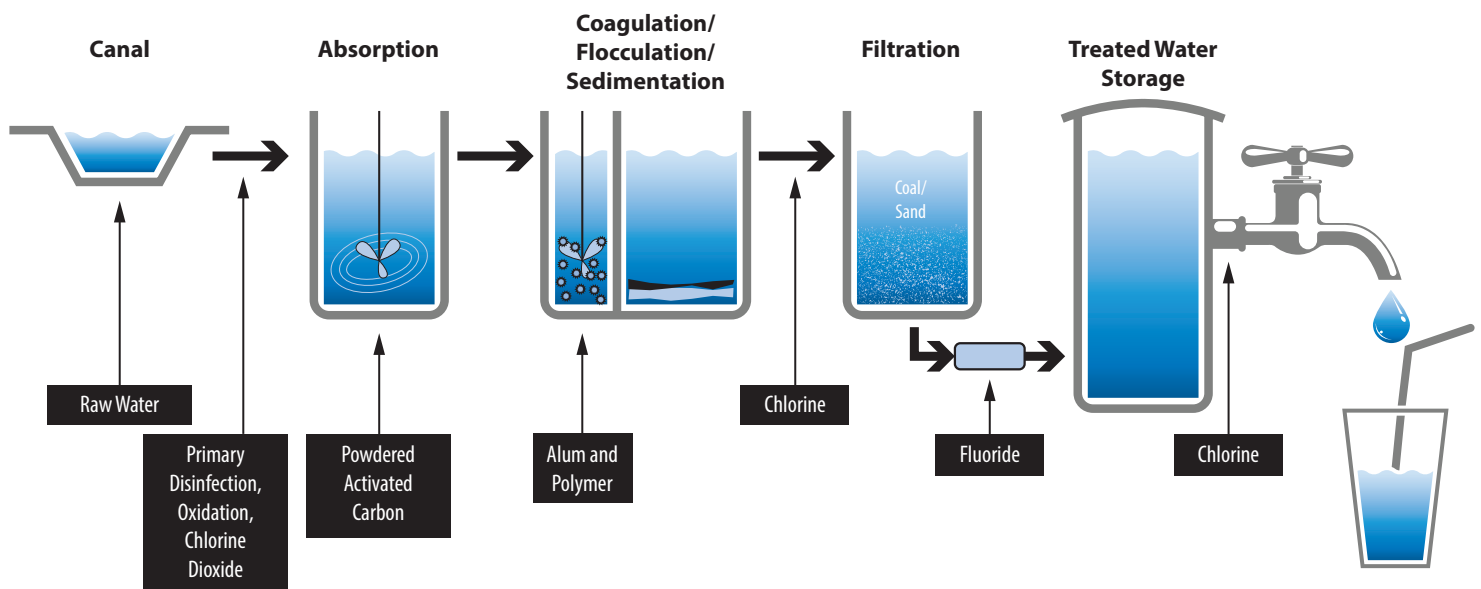 Canal
Absorption
Coagulation/
Flocculation/
Sedimentation
Filtration
Treated Water
Storage
Coal/
Sand
Raw Water
Primary
Disinfection,
Oxidation,
Chlorine
Dioxide
Powdered
Activated
Carbon
Alum and
Polymer
Chlorine
Fluoride
Chlorine